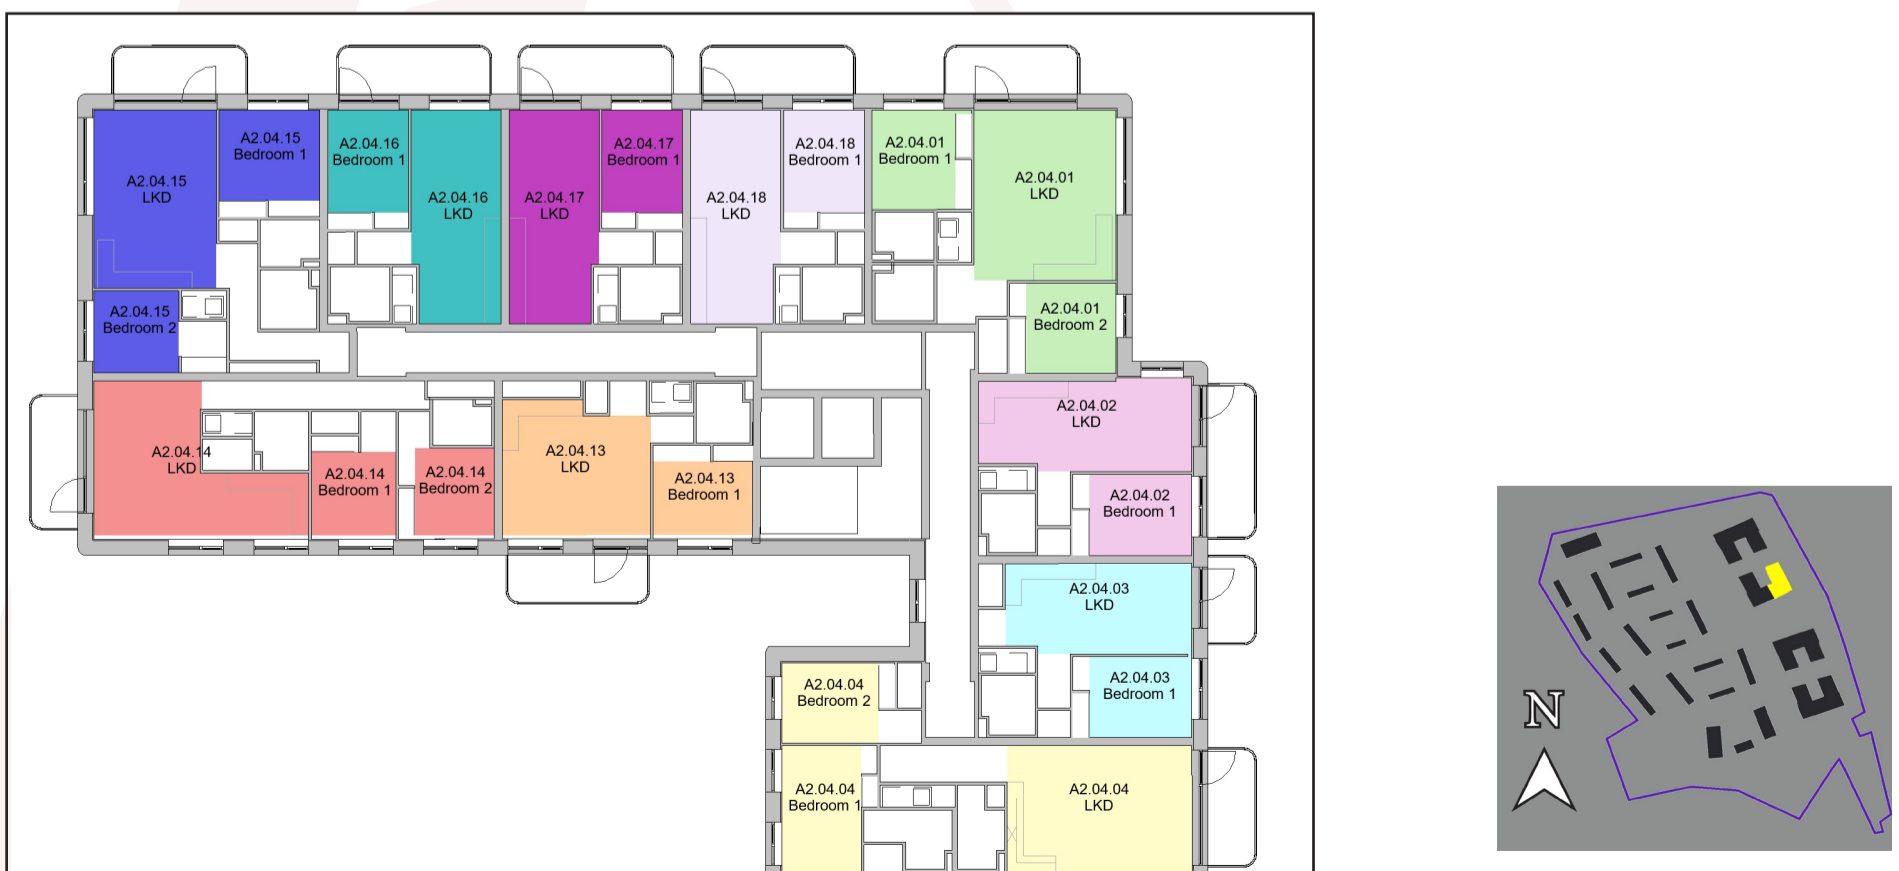 A2.04.15
LKD
A2.04.15
Bedroom 1
A2.04.16
Bedroom 1
A2.04.16
LKD
A2.04.17
LKD
A2.04.17
Bedroom 1
A2.04.18
LKD
A2.04.18
Bedroom 1
A2.04.01
Bedroom 1
A2.04.01
LKD
A2.04.15
Bedroom 2
A2.04.01
Bedroom 2
A2.04.14
LKD
A2.04.14
Bedroom 1
A2.04.14
Bedroom 2
A2.04.13
LKD
A2.04.13
Bedroom 1
A2.04.02
LKD
A2.04.02
Bedroom 1
A2.04.03
LKD
A2.04.03
Bedroom 1
A2.04.04
Bedroom 2
A2.04.04
Bedroom 1
A2.04.04
LKD
N